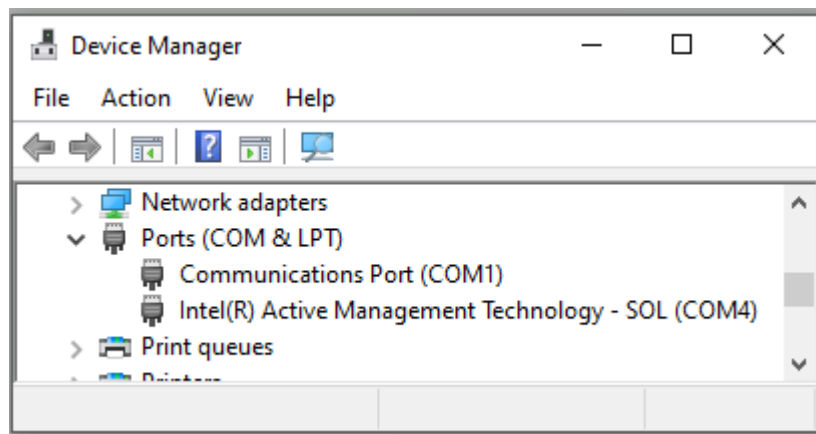 Device Manager
File Action View Help
Network adapters
Ports (COM & LPT)
Communications Port (COM1)
Intel(R) Active Management Technology - SOL (COM4)
Print queues
Printers